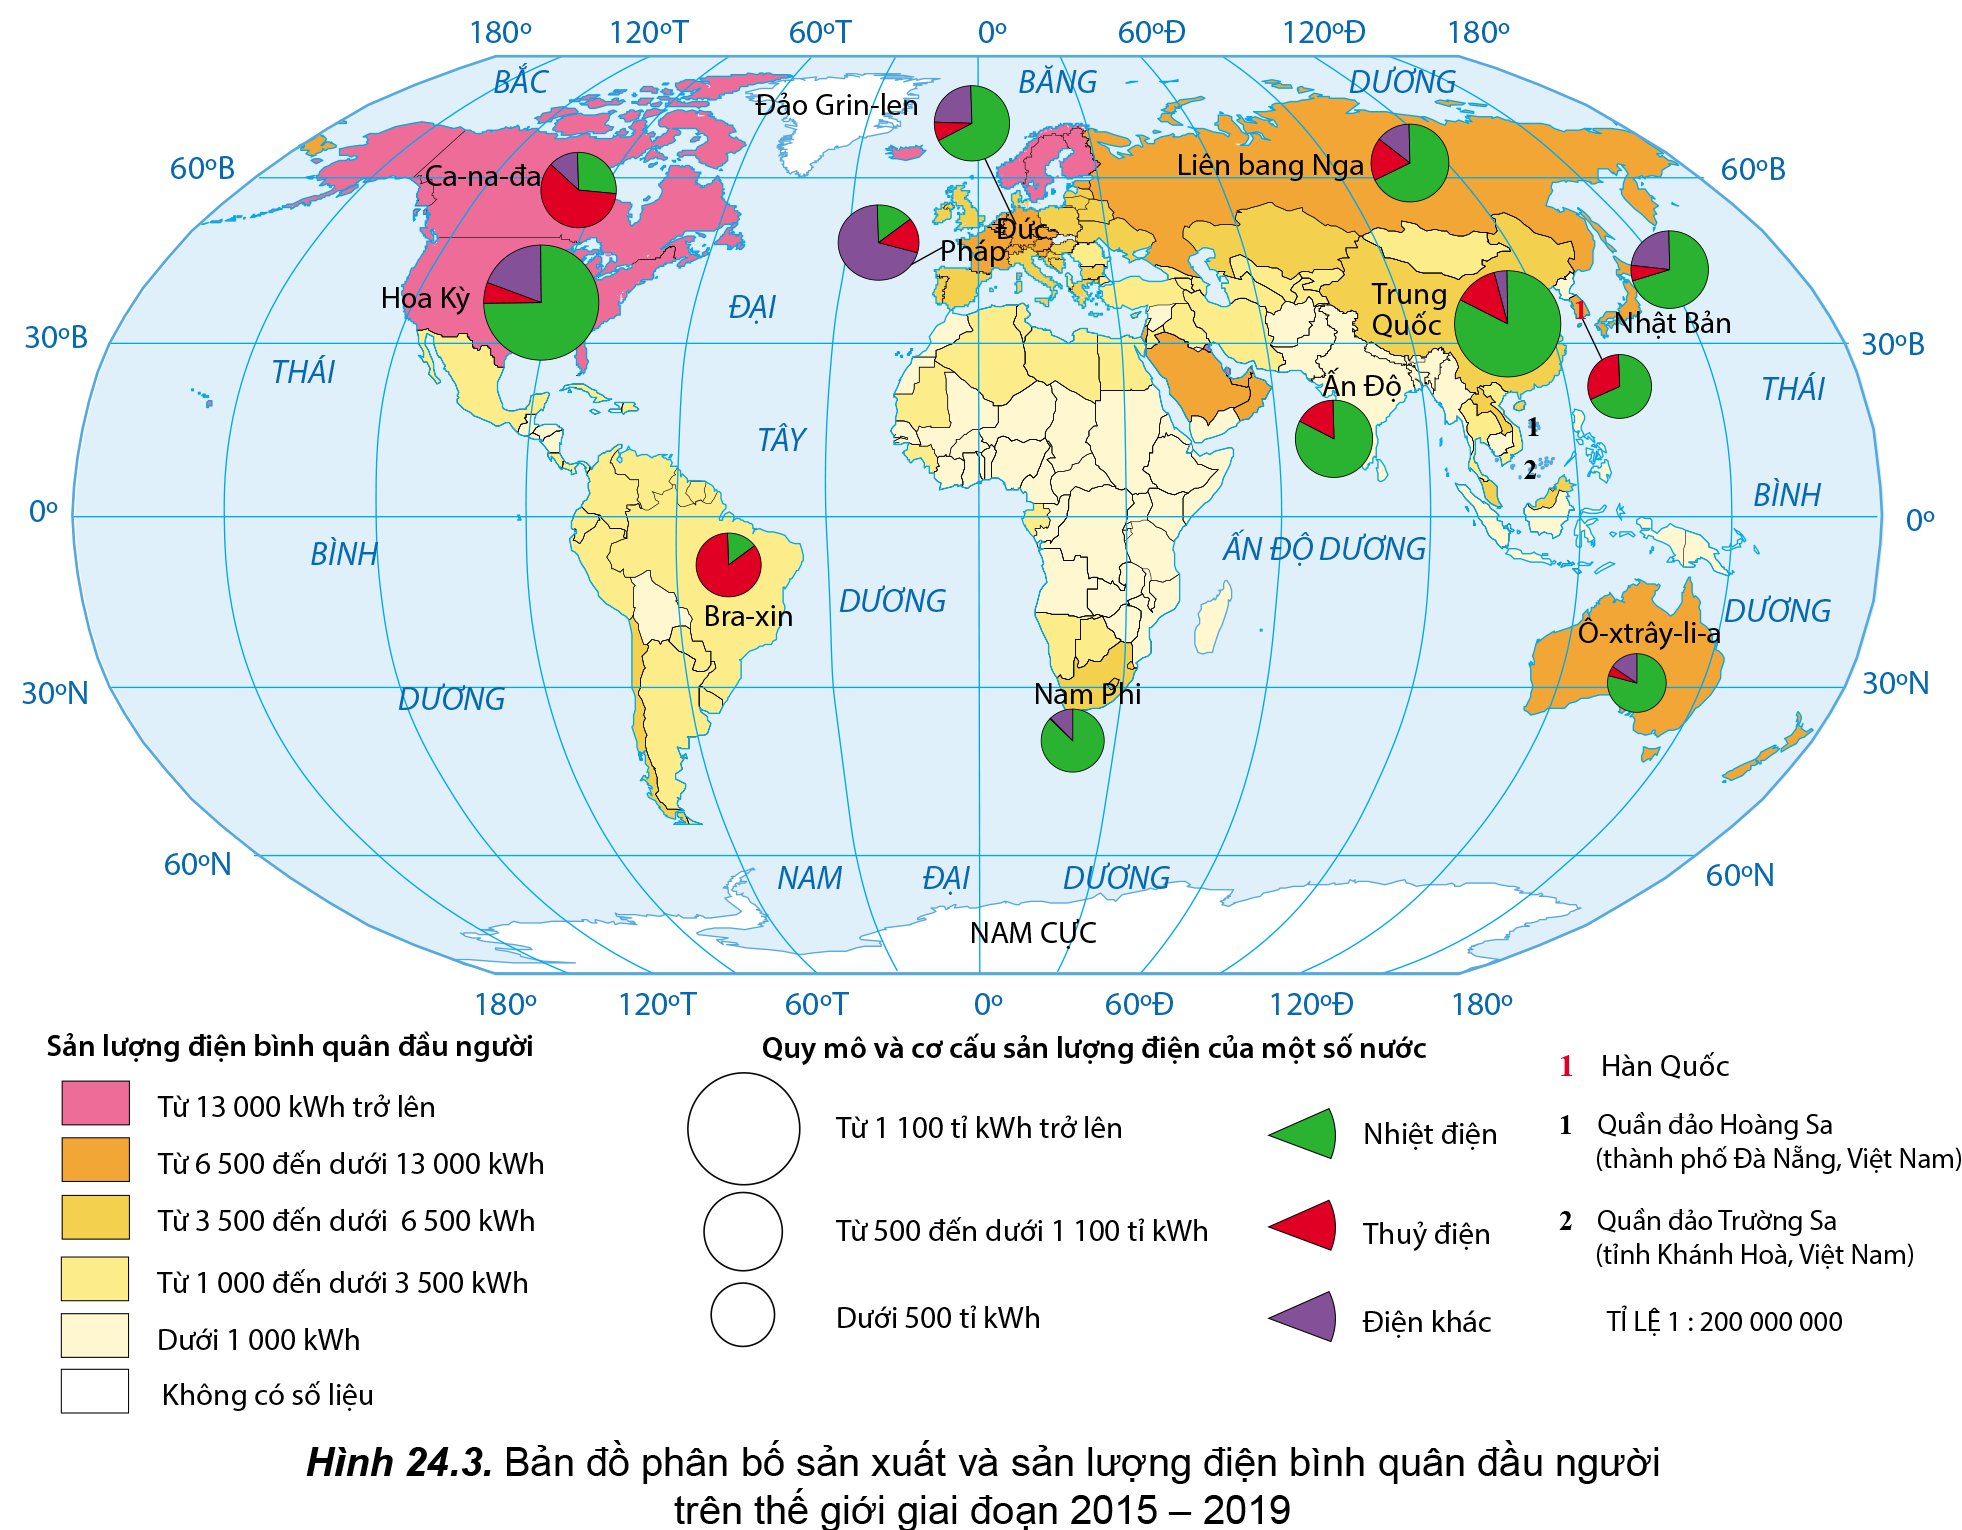 180º 120ºT 60ºT 0º 60ºĐ 120ºĐ 180º
BẮC BĂNG DƯƠNG
Đảo Grin-len
60ºB Ca-na-đa Liên bang Nga 60ºB
Đức
Pháp
Hoa Kỳ ĐẠI Trung
Quốc 1 Nhật Bản
30ºB 30ºB
THÁI Ấn Độ THÁI
TÂY 1
2
BÌNH
0º 0º
BÌNH ẤN ĐỘ DƯƠNG
DƯƠNG DƯƠNG
Bra-xin Ô-xtrây-li-a
30ºN DƯƠNG Nam Phi 30ºN
60ºN NAM ĐẠI DƯƠNG 60ºN
NAM CỰC
180º 120ºT 60ºT 0º 60ºĐ 120ºĐ 180º
Sản lượng điện bình quân đầu người
Từ 13 000 kWh trở lên
Từ 6 500 đến dưới 13 000 kWh
Từ 3 500 đến dưới 6 500 kWh
Từ 1 000 đến dưới 3 500 kWh
Dưới 1 000 kWh
Không có số liệu
Quy mô và cơ cấu sản lượng điện của một số nước
Từ 1 100 tỉ kWh trở lên
Từ 500 đến dưới 1 100 tỉ kWh
Dưới 500 tỉ kWh
Nhiệt điện
Thuỷ điện
Điện khác
1 Hàn Quốc
1 Quần đảo Hoàng Sa
(thành phố Đà Nẵng, Việt Nam)
2 Quần đảo Trường Sa
(tỉnh Khánh Hoà, Việt Nam)
TỈ LỆ 1 : 200 000 000
Hình 24.3. Bản đồ phân bố sản xuất và sản lượng điện bình quân đầu người
trên thế giới giai đoạn 2015 – 2019